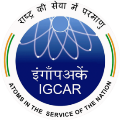 राष्ट्र की सेवा में परमाणु
इंगाँपअकें
IGCAR
ATOMS IN THE SERVICE OF THE NATION